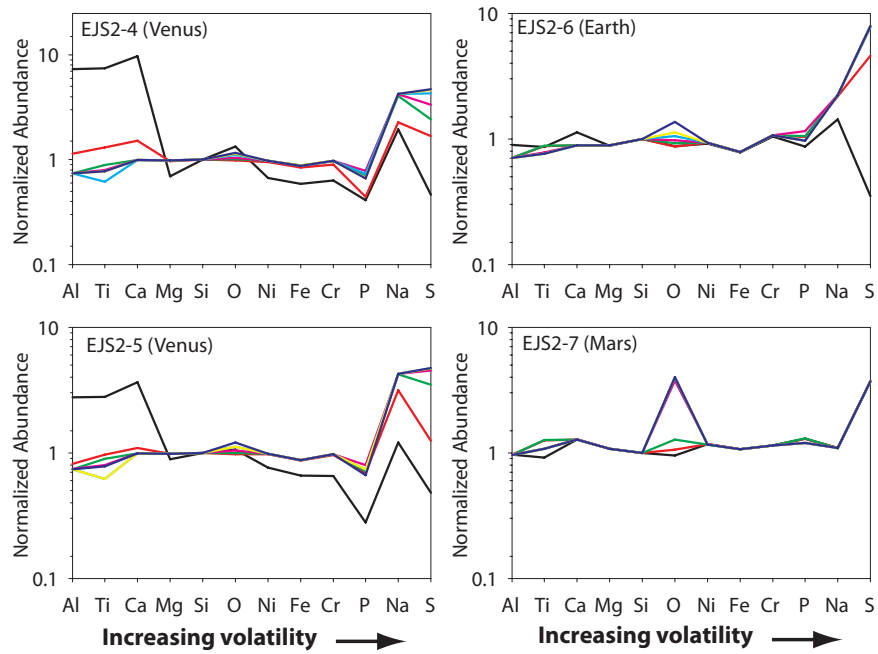 EJS2-4 (Venus)
Normalized Abundance
10
1
0.1
Al Ti Ca Mg Si O Ni Fe Cr P Na S
EJS2-6 (Earth)
Normalized Abundance
10
1
0.1
Al Ti Ca Mg Si O Ni Fe Cr P Na S
EJS2-5 (Venus)
Normalized Abundance
10
1
0.1
Al Ti Ca Mg Si O Ni Fe Cr P Na S
Increasing volatility
EJS2-7 (Mars)
Normalized Abundance
10
1
0.1
Al Ti Ca Mg Si O Ni Fe Cr P Na S
Increasing volatility